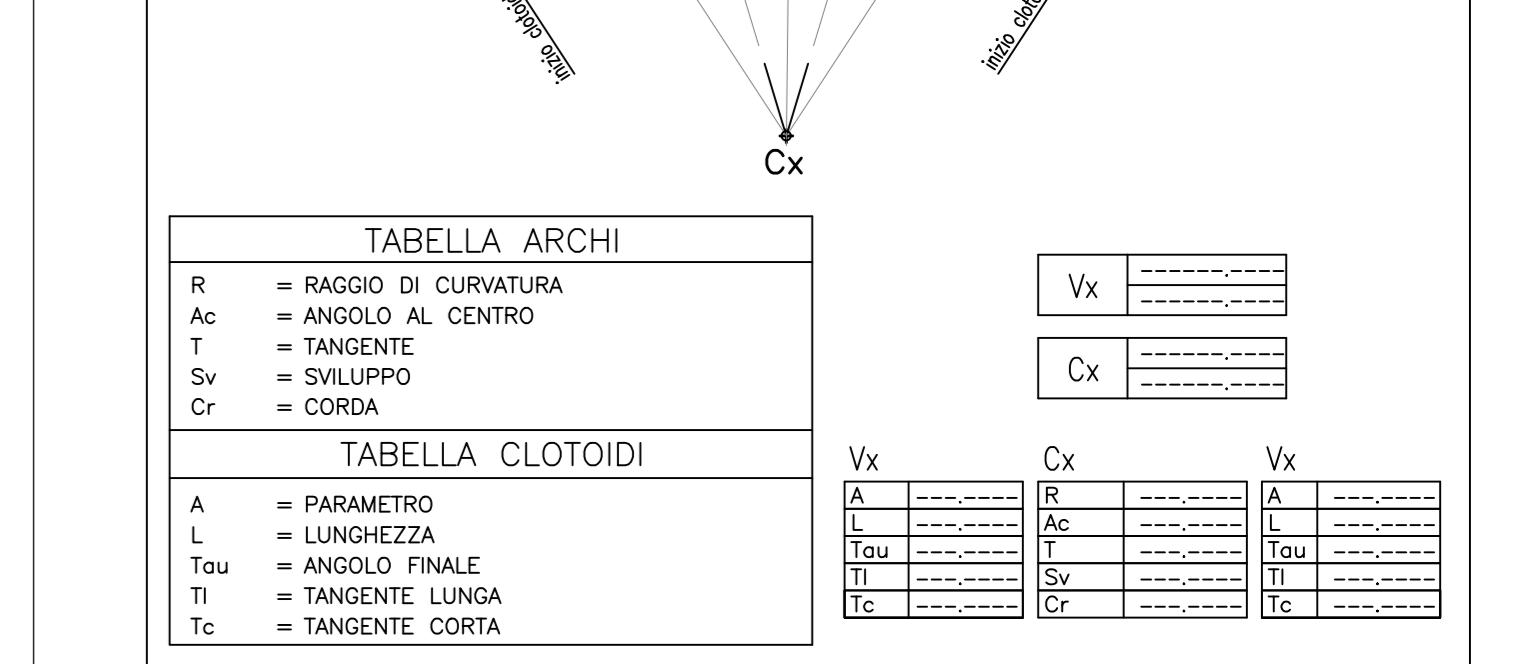 inizio
inizio
Cx
TABELLA ARCHI
R = RAGGIO DI CURVATURA
Ac = ANGOLO AL CENTRO
T = TANGENTE
Sv = SVILUPPO
Cr = CORDA
TABELLA CLOTOIDI
A = PARAMETRO
L = LUNGHEZZA
Tau = ANGOLO FINALE
Tl = TANGENTE LUNGA
Tc = TANGENTE CORTA
Vx ------.----
------.----
Cx ------.----
------.----
Vx Cx Vx
A ---.---- R ---.---- A ---.----
L ---.---- Ac ---.---- L ---.----
Tau ---.---- T ---.---- Tau ---.----
Tl ---.---- Sv ---.---- Tl ---.----
Tc ---.---- Cr ---.---- Tc ---.----